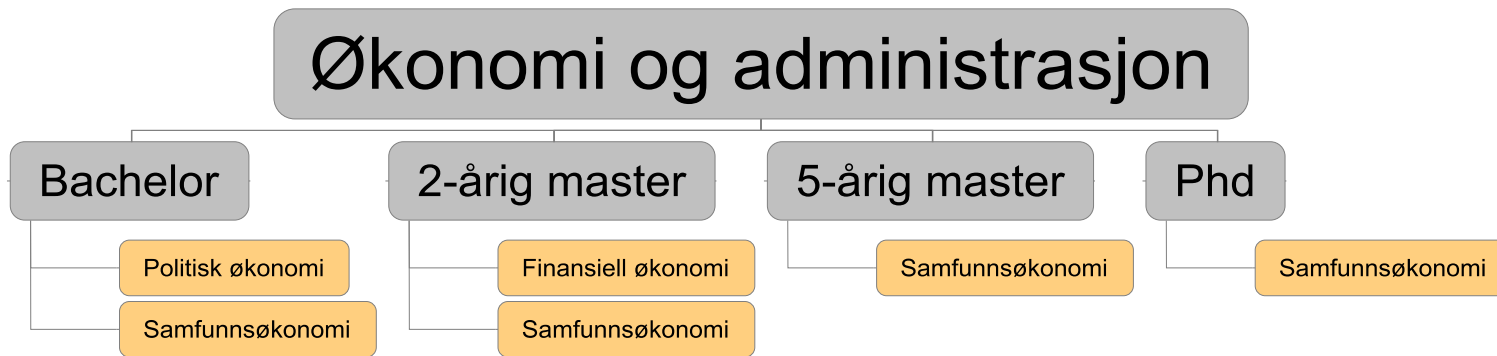 Økonomi og administrasjon
Bachelor
Politisk økonomi
Samfunnsøkonomi
2-årig master
Finansiell økonomi
Samfunnsøkonomi
5-årig master
Samfunnsøkonomi
Phd
Samfunnsøkonomi